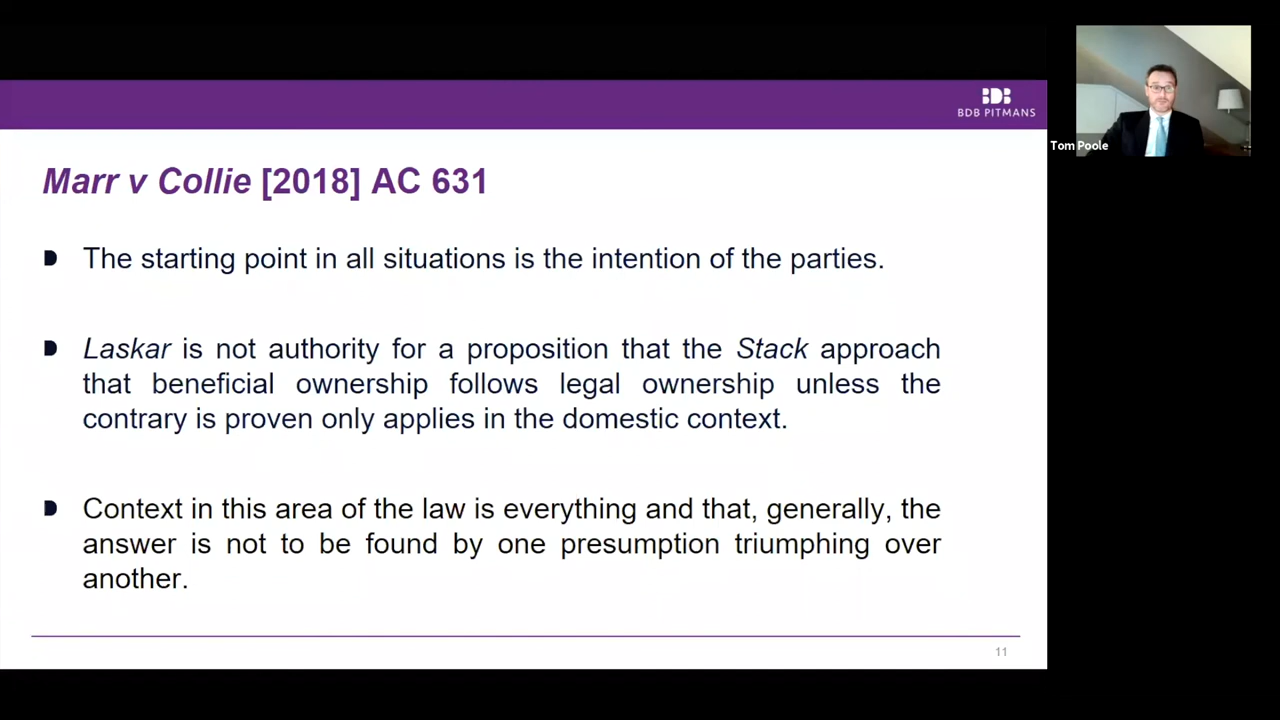 BDB
BDB PITMANS
Tom Poole
Marr v Collie [2018] AC 631
The starting point in all situations is the intention of the parties.
Laskar is not authority for a proposition that the Stack approach
that beneficial ownership follows legal ownership unless the
contrary is proven only applies in the domestic context.
Context in this area of the law is everything and that, generally, the
answer is not to be found by one presumption triumphing over
another.
11